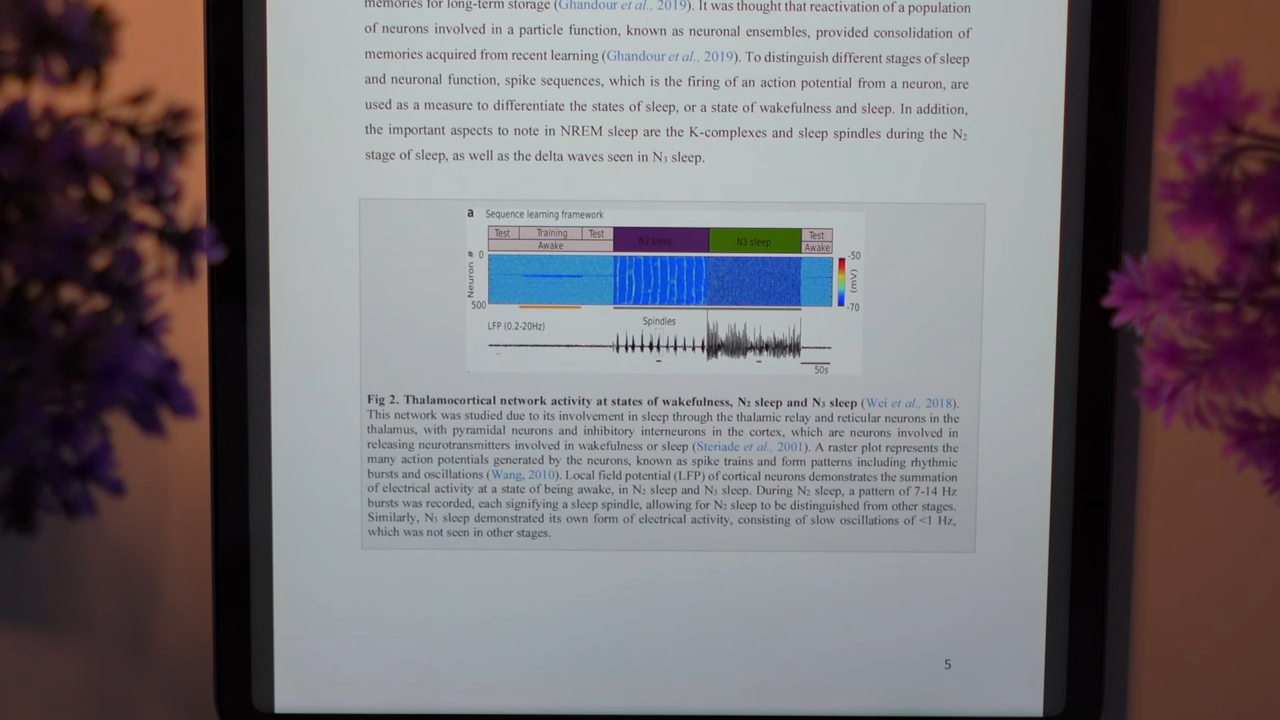 memories for long-term storage (Ghandour et al., 2019). It was thought that reactivation of a population
of neurons involved in a particle function, known as neuronal ensembles, provided consolidation of
memories acquired from recent learning (Ghandour et al., 2019). To distinguish different stages of sleep
and neuronal function, spike sequences, which is the firing of an action potential from a neuron, are
used as a measure to differentiate the states of sleep, or a state of wakefulness and sleep. In addition,
the important aspects to note in NREM sleep are the K-complexes and sleep spindles during the N₂
stage of sleep, as well as the delta waves seen in N₃ sleep.
a Sequence learning framework
Test Training Test N2 sleep N3 sleep Test
Awake Awake
Neuron #
0
500
-50
(mV)
-70
LFP (0.2-20Hz) Spindles
50s
Fig 2. Thalamocortical network activity at states of wakefulness, N₂ sleep and N₃ sleep (Wei et al., 2018).
This network was studied due to its involvement in sleep through the thalamic relay and reticular neurons in the
thalamus, with pyramidal neurons and inhibitory interneurons in the cortex, which are neurons involved in
releasing neurotransmitters involved in wakefulness or sleep (Steriade et al., 2001). A raster plot represents the
many action potentials generated by the neurons, known as spike trains and form patterns including rhythmic
bursts and oscillations (Wang, 2010). Local field potential (LFP) of cortical neurons demonstrates the summation
of electrical activity at a state of being awake, in N₂ sleep and N₃ sleep. During N₂ sleep, a pattern of 7-14 Hz
bursts was recorded, each signifying a sleep spindle, allowing for N₂ sleep to be distinguished from other stages.
Similarly, N₃ sleep demonstrated its own form of electrical activity, consisting of slow oscillations of <1 Hz,
which was not seen in other stages.
5